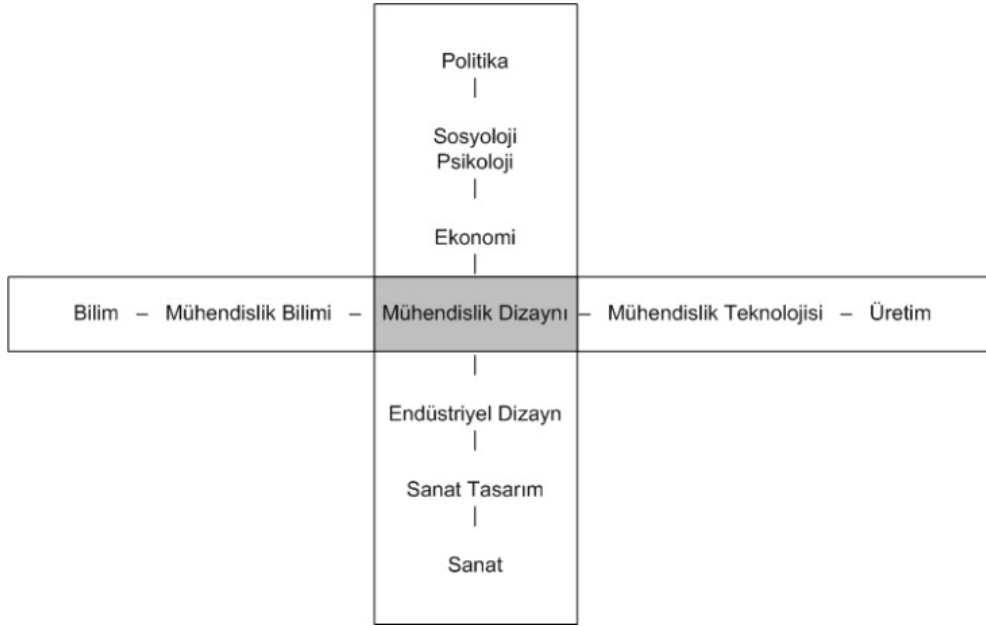 Politika
|
Sosyoloji
Psikoloji
|
Ekonomi
|
Bilim – Mühendislik Bilimi – Mühendislik Dizaynı – Mühendislik Teknolojisi – Üretim
|
Endüstriyel Dizayn
|
Sanat Tasarım
|
Sanat